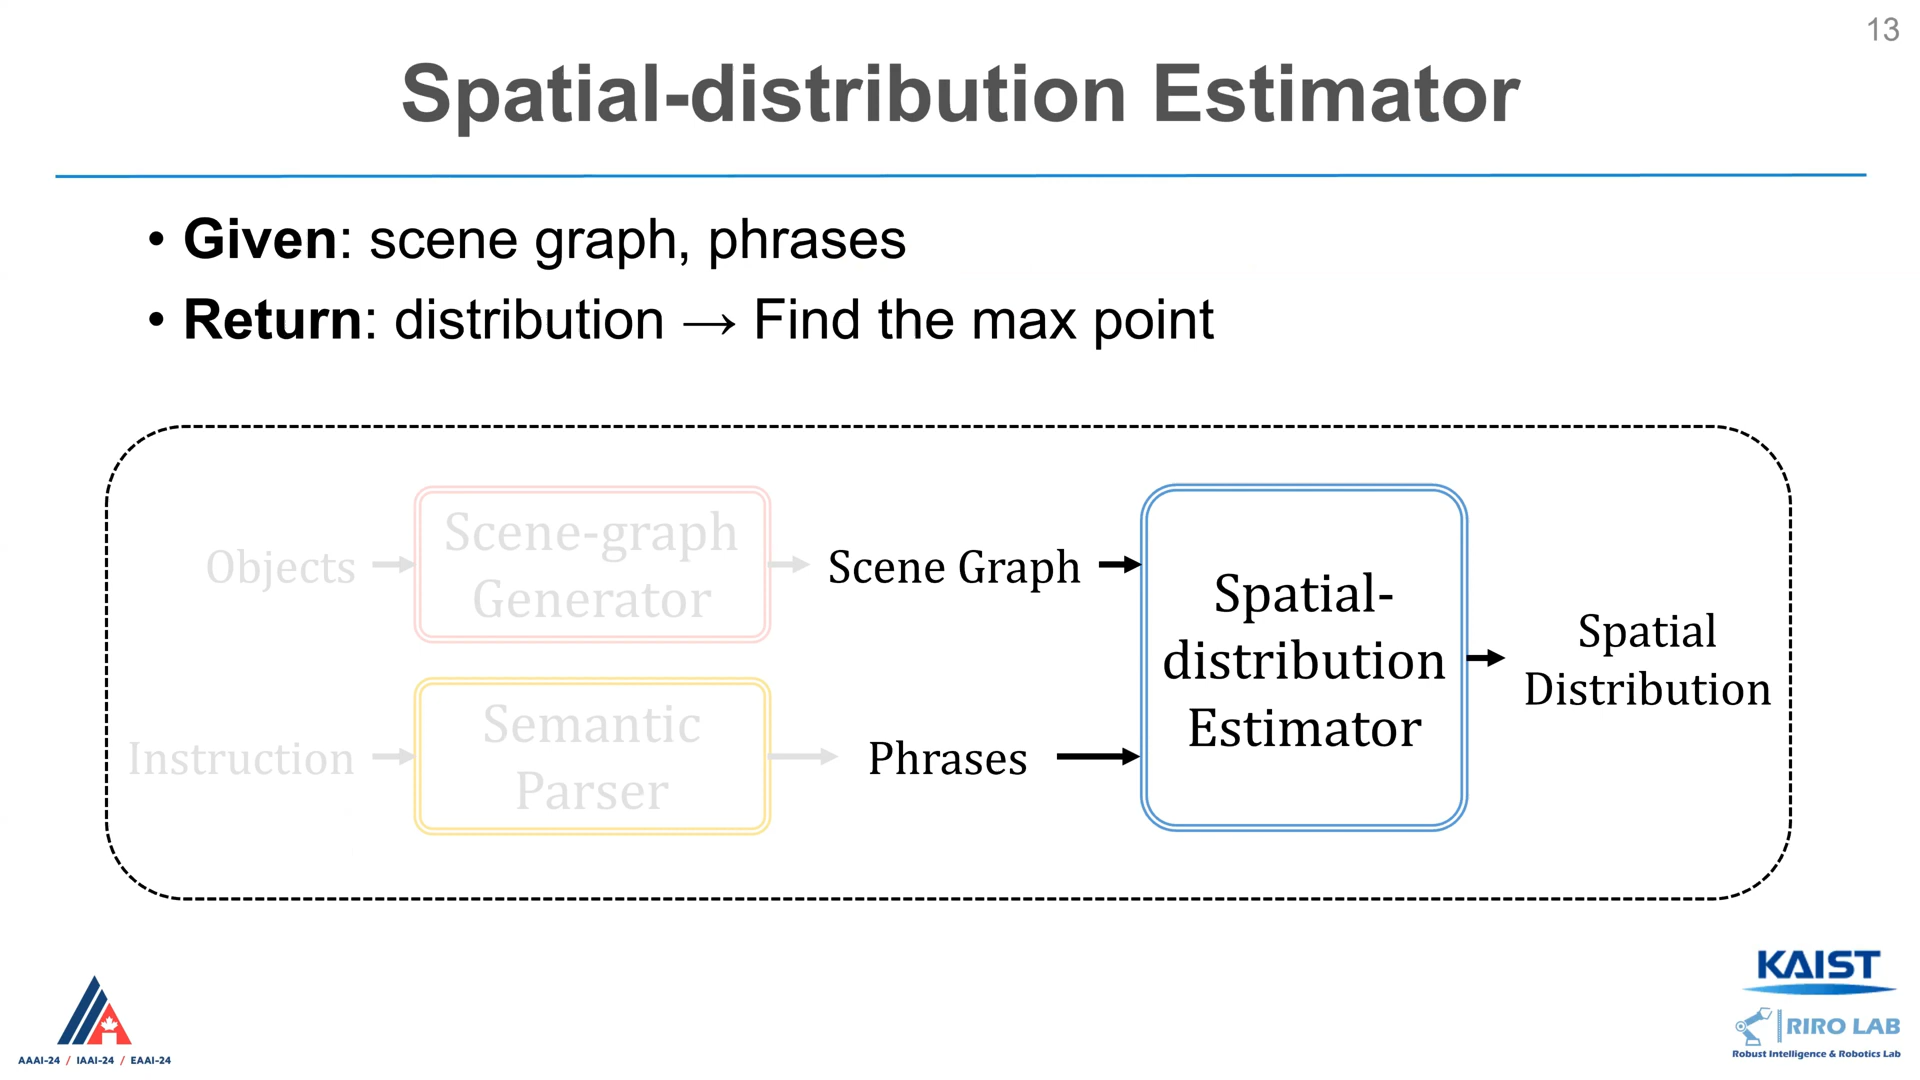 13
Spatial-distribution Estimator
• Given: scene graph, phrases
• Return: distribution → Find the max point
Objects
Scene-graph
Generator
Scene Graph
Instruction
Semantic
Parser
Phrases
Spatial-
distribution
Estimator
Spatial
Distribution
AAAI-24 / IAAI-24 / EAAI-24
KAIST
RIRO LAB
Robust Intelligence & Robotics Lab